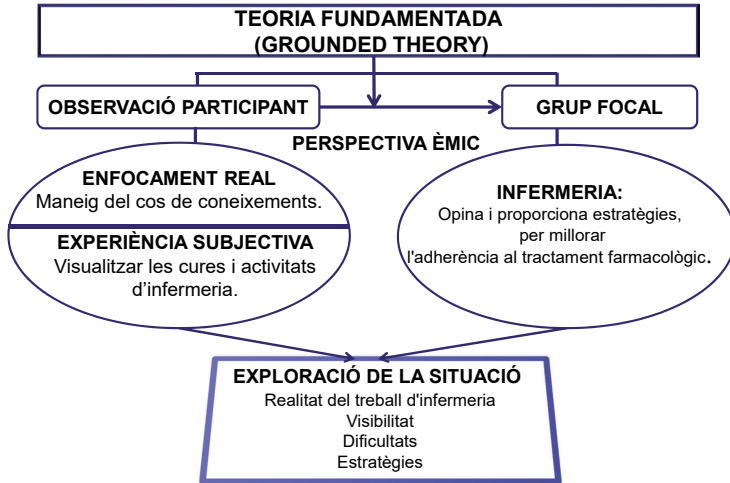 TEORIA FUNDAMENTADA
(GROUNDED THEORY)
OBSERVACIÓ PARTICIPANT
GRUP FOCAL
PERSPECTIVA ÈMIC
ENFOCAMENT REAL
Maneig del cos de coneixements.
EXPERIÈNCIA SUBJECTIVA
Visualitzar les cures i activitats
d’infermeria.
INFERMERIA:
Opina i proporciona estratègies,
per millorar
l'adherència al tractament farmacològic.
EXPLORACIÓ DE LA SITUACIÓ
Realitat del treball d'infermeria
Visibilitat
Dificultats
Estratègies